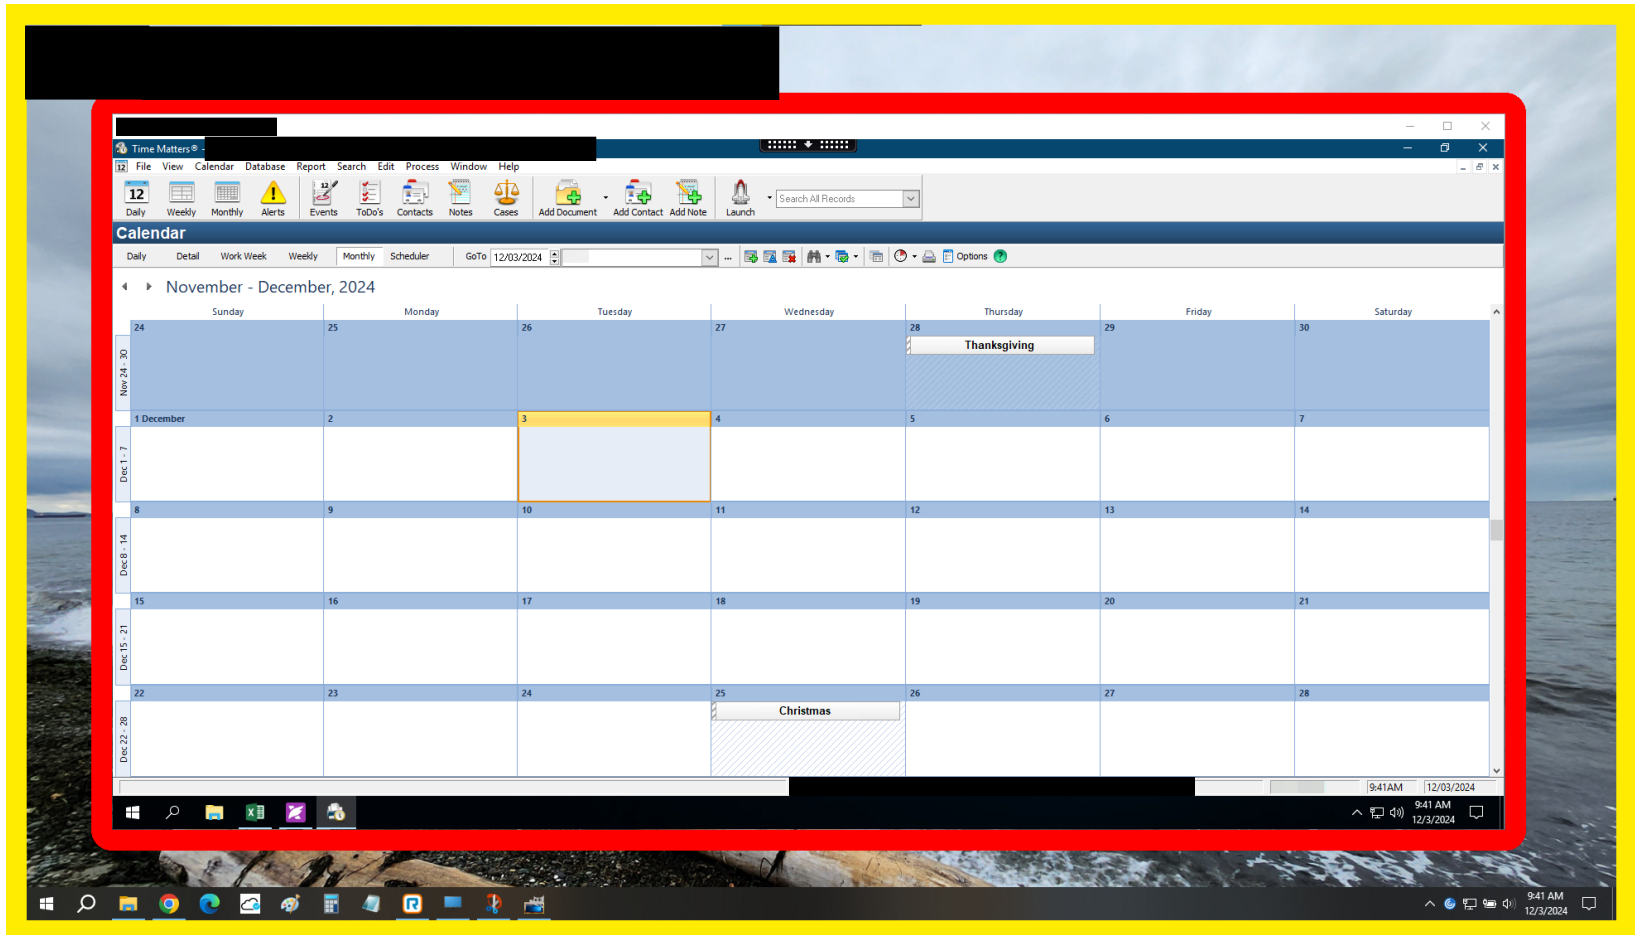 Time Matters® -
12 File View Calendar Database Report Search Edit Process Window Help
12 12
Daily Weekly Monthly Alerts Events ToDo's Contacts Notes Cases Add Document Add Contact Add Note Launch Search All Records
Calendar
Daily Detail Work Week Weekly Monthly Scheduler GoTo 12/03/2024 ... Options ?
November - December, 2024
Sunday Monday Tuesday Wednesday Thursday Friday Saturday
Nov 24 - 30
24 25 26 27 28 29 30
Thanksgiving
Dec 1 - 7
1 December 2 3 4 5 6 7
Dec 8 - 14
8 9 10 11 12 13 14
Dec 15 - 21
15 16 17 18 19 20 21
Dec 22 - 28
22 23 24 25 26 27 28
Christmas
9:41AM 12/03/2024
9:41 AM
12/3/2024
9:41 AM
12/3/2024